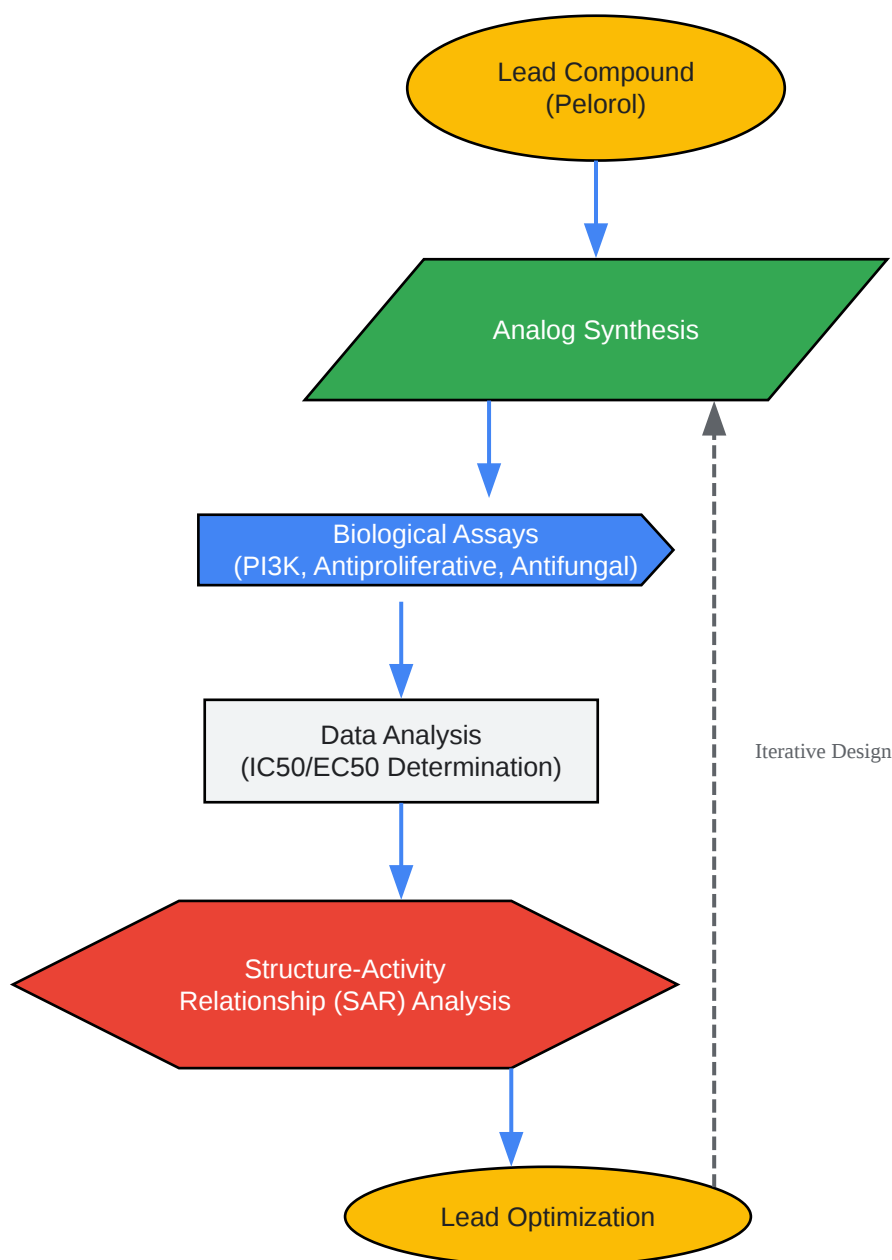 Lead Compound
(Pelorol)
Analog Synthesis
Biological Assays
(PI3K, Antiproliferative, Antifungal)
Data Analysis
(IC50/EC50 Determination)
Iterative Design
Structure-Activity
Relationship (SAR) Analysis
Lead Optimization